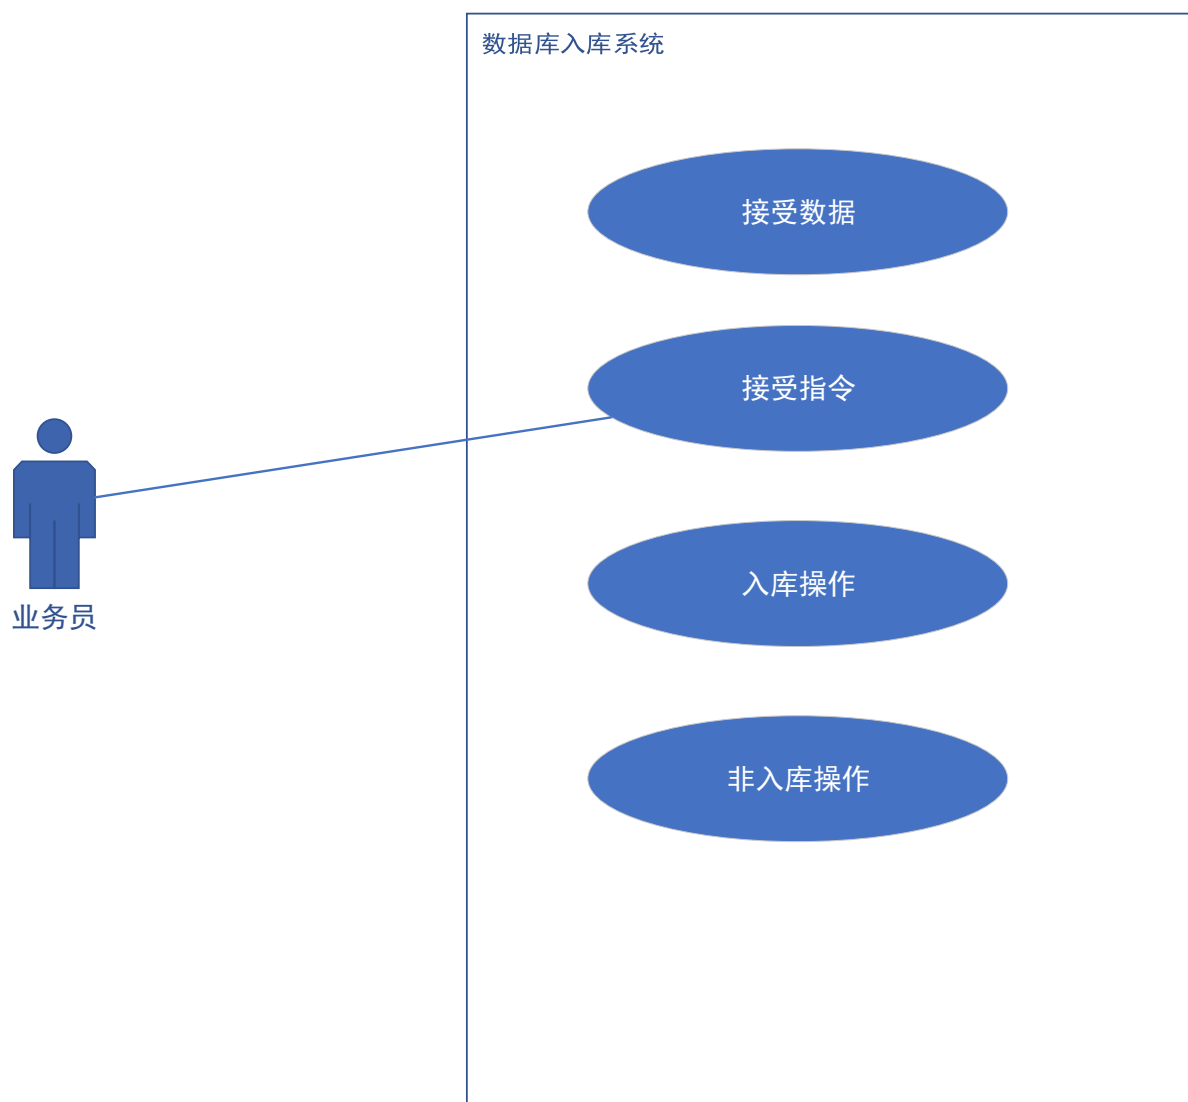 数据库入库系统
接受数据
接受指令
入库操作
非入库操作
业务员